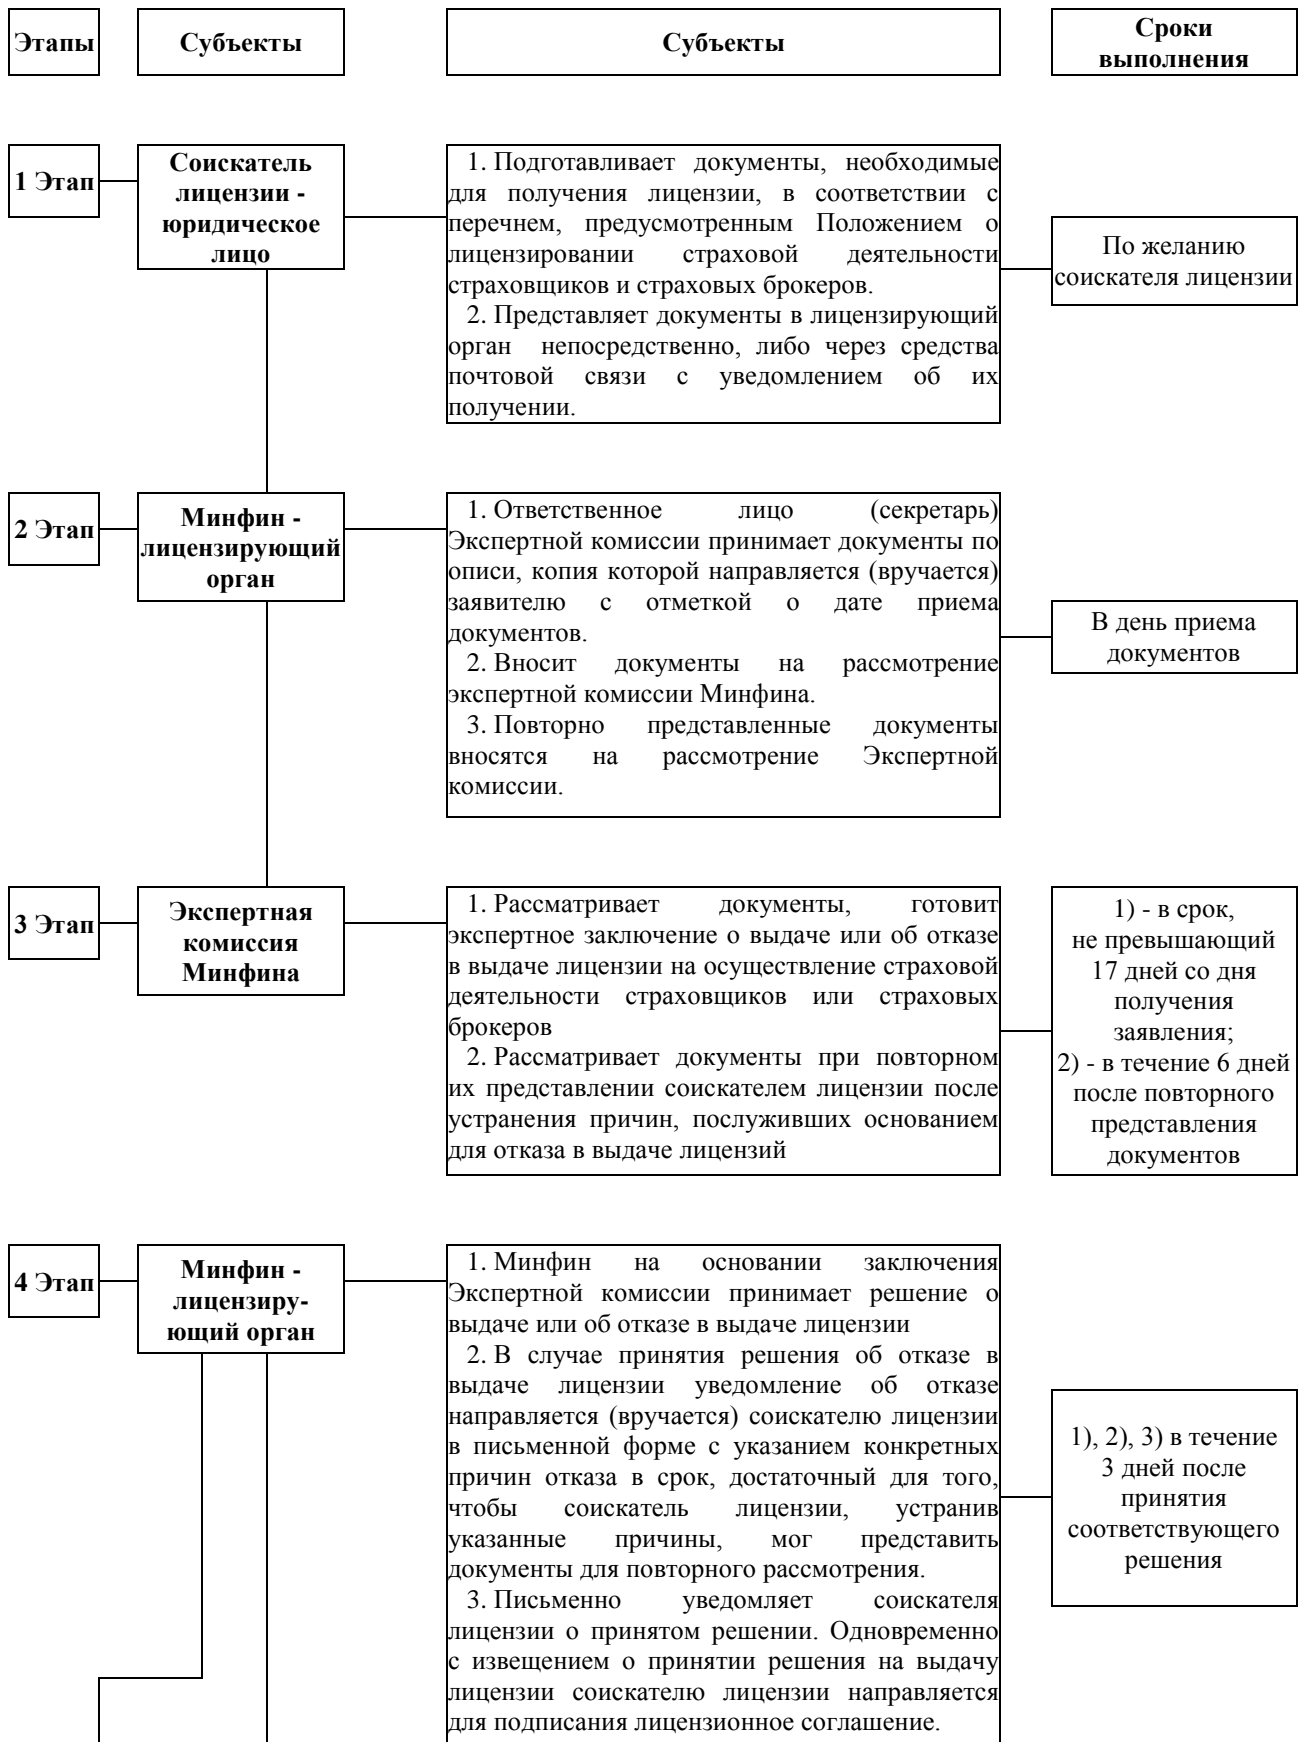 Этапы
Субъекты
Субъекты
Сроки
выполнения
1 Этап
Соискатель
лицензии -
юридическое
лицо
1. Подготавливает документы, необходимые
для получения лицензии, в соответствии с
перечнем, предусмотренным Положением о
лицензировании страховой деятельности
страховщиков и страховых брокеров.
2. Представляет документы в лицензирующий
орган непосредственно, либо через средства
почтовой связи с уведомлением об их
получении.
По желанию
соискателя лицензии
2 Этап
Минфин -
лицензирующий
орган
1. Ответственное лицо (секретарь)
Экспертной комиссии принимает документы по
описи, копия которой направляется (вручается)
заявителю с отметкой о дате приема
документов.
2. Вносит документы на рассмотрение
экспертной комиссии Минфина.
3. Повторно представленные документы
вносятся на рассмотрение Экспертной
комиссии.
В день приема
документов
3 Этап
Экспертная
комиссия
Минфина
1. Рассматривает документы, готовит
экспертное заключение о выдаче или об отказе
в выдаче лицензии на осуществление страховой
деятельности страховщиков или страховых
брокеров
2. Рассматривает документы при повторном
их представлении соискателем лицензии после
устранения причин, послуживших основанием
для отказа в выдаче лицензий
1) - в срок,
не превышающий
17 дней со дня
получения
заявления;
2) - в течение 6 дней
после повторного
представления
документов
4 Этап
Минфин -
лицензиру-
ющий орган
1. Минфин на основании заключения
Экспертной комиссии принимает решение о
выдаче или об отказе в выдаче лицензии
2. В случае принятия решения об отказе в
выдаче лицензии уведомление об отказе
направляется (вручается) соискателю лицензии
в письменной форме с указанием конкретных
причин отказа в срок, достаточный для того,
чтобы соискатель лицензии, устранив
указанные причины, мог представить
документы для повторного рассмотрения.
3. Письменно уведомляет соискателя
лицензии о принятом решении. Одновременно
с извещением о принятии решения на выдачу
лицензии соискателю лицензии направляется
для подписания лицензионное соглашение.
1), 2), 3) в течение
3 дней после
принятия
соответствующего
решения